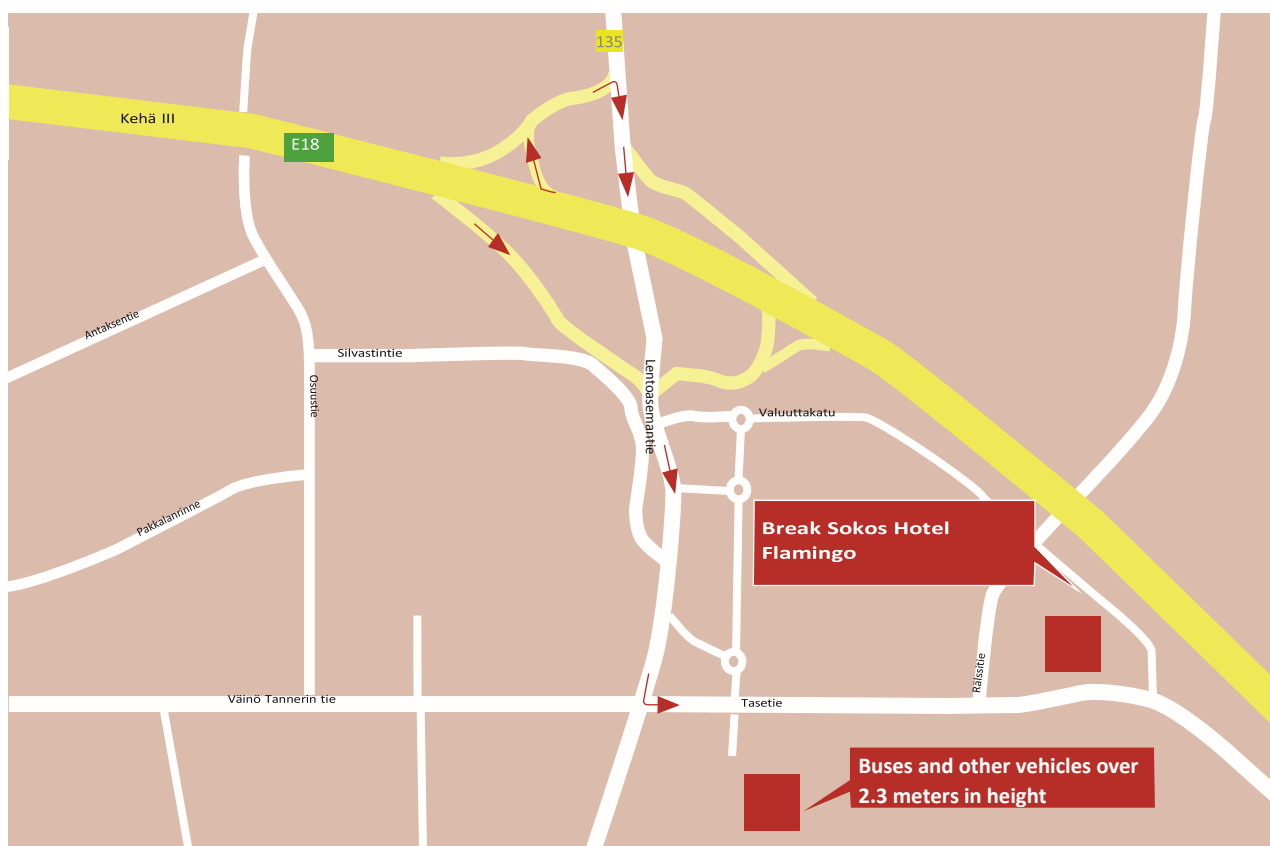 135
Kehä III
E18
Antaksentie
Silvastintie
Osuustie
Lentoasemantie
Valuuttakatu
Pakkalanrinne
Break Sokos Hotel
Flamingo
Rälssitie
Väinö Tannerin tie
Tasetie
Buses and other vehicles over
2.3 meters in height